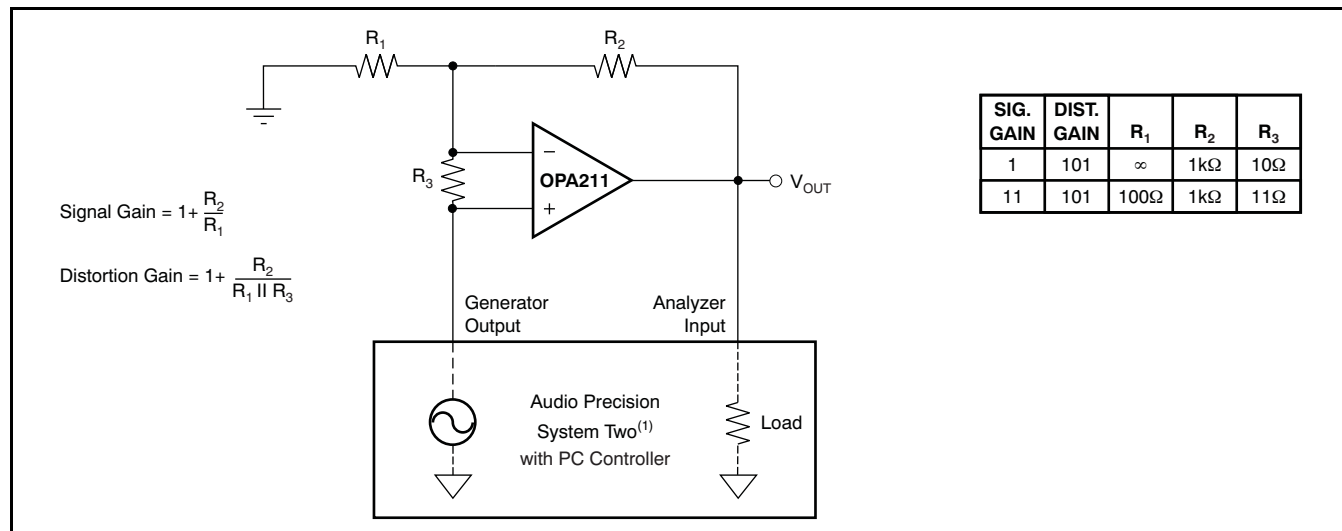 R1
R2
R3
−
+
OPA211
VOUT
Signal Gain = 1+ R2/R1
Distortion Gain = 1+ R2/(R1 II R3)
Generator
Output
Analyzer
Input
Audio Precision
System Two(1)
with PC Controller
Load
SIG. GAIN DIST. GAIN R1 R2 R3
1 101 ∞ 1kΩ 10Ω
11 101 100Ω 1kΩ 11Ω